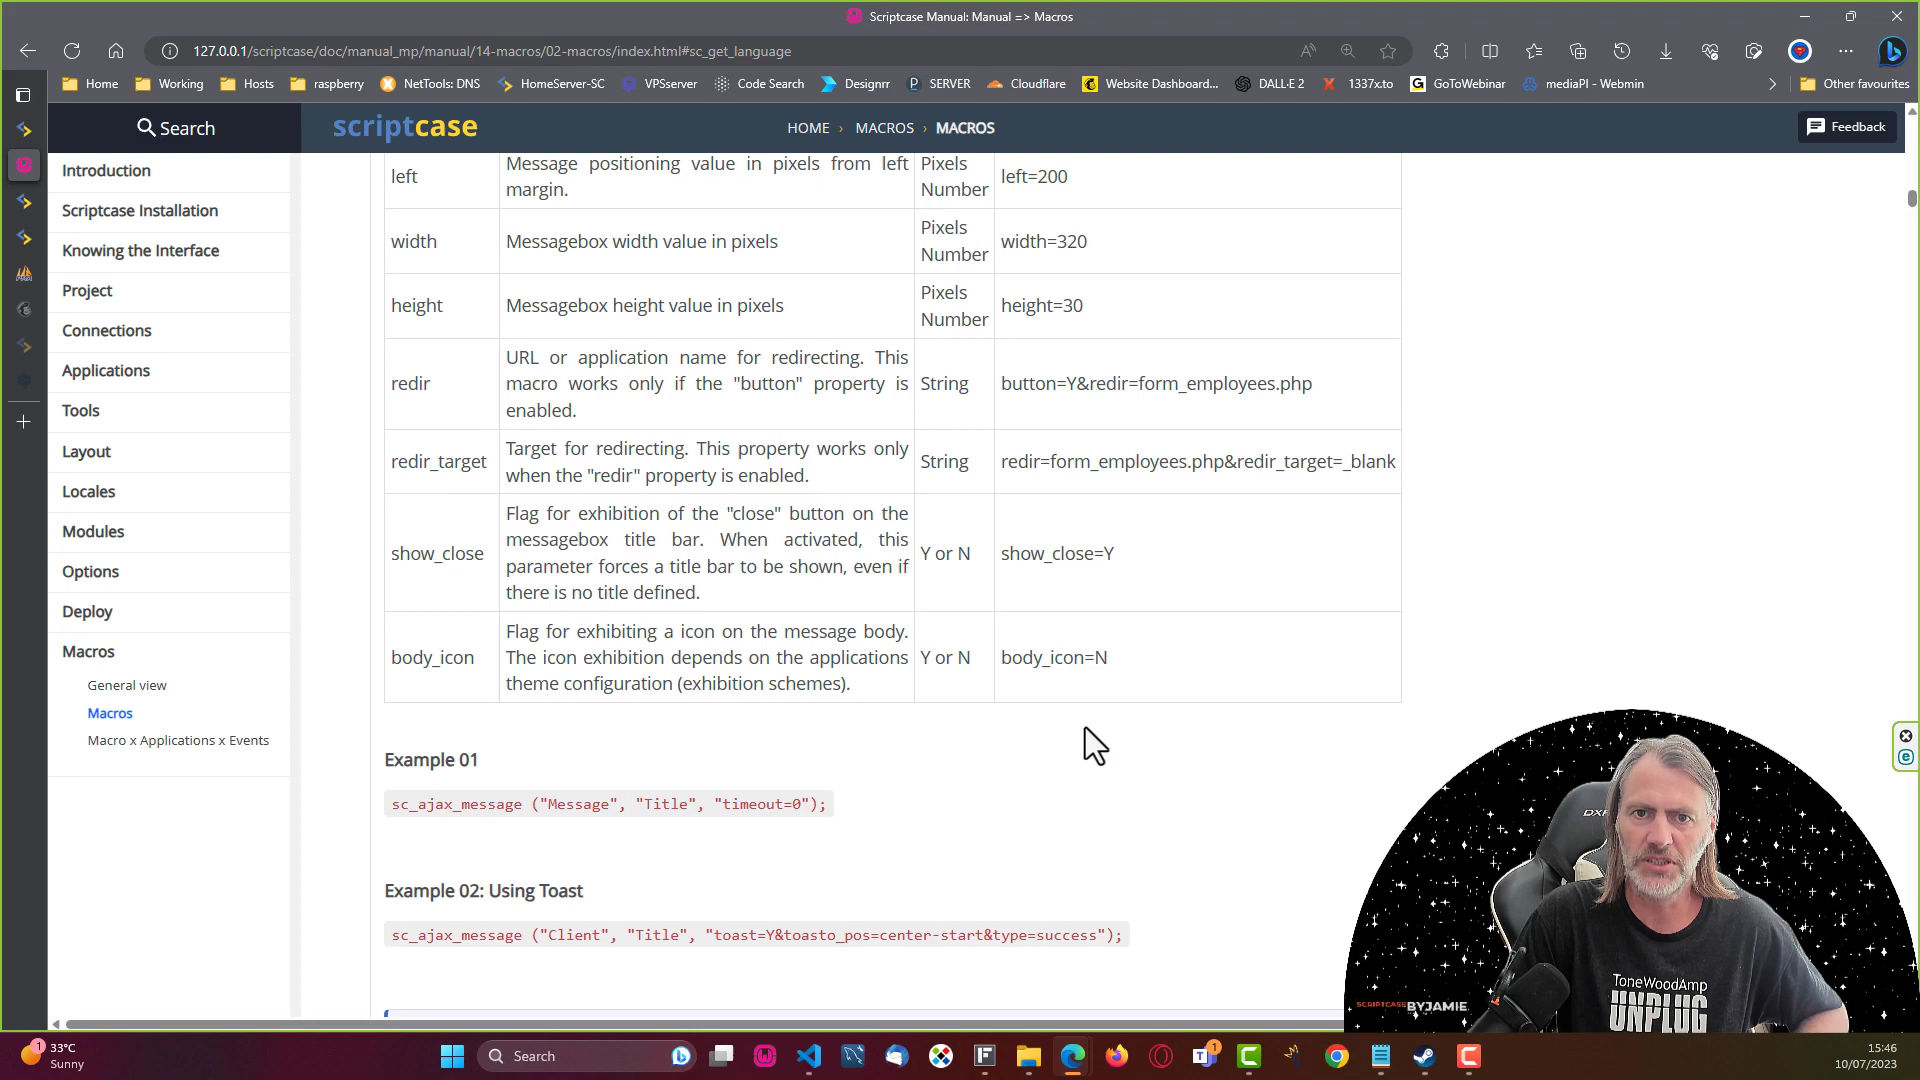 Scriptcase Manual: Manual => Macros
127.0.0.1/scriptcase/doc/manual_mp/manual/14-macros/02-macros/index.html#sc_get_language
Home
Working
Hosts
raspberry
NetTools: DNS
HomeServer-SC
VPSserver
Code Search
Designrr
SERVER
Cloudflare
Website Dashboard...
DALL·E 2
1337x.to
GoToWebinar
mediaPI - Webmin
Other favourites
Search
scriptcase
HOME › MACROS › MACROS
Feedback
Introduction
Scriptcase Installation
Knowing the Interface
Project
Connections
Applications
Tools
Layout
Locales
Modules
Options
Deploy
Macros
General view
Macros
Macro x Applications x Events
left
Message positioning value in pixels from left
margin.
Pixels
Number
left=200
width
Messagebox width value in pixels
Pixels
Number
width=320
height
Messagebox height value in pixels
Pixels
Number
height=30
redir
URL or application name for redirecting. This
macro works only if the "button" property is
enabled.
String
button=Y&redir=form_employees.php
redir_target
Target for redirecting. This property works only
when the "redir" property is enabled.
String
redir=form_employees.php&redir_target=_blank
show_close
Flag for exhibition of the "close" button on the
messagebox title bar. When activated, this
parameter forces a title bar to be shown, even if
there is no title defined.
Y or N
show_close=Y
body_icon
Flag for exhibiting a icon on the message body.
The icon exhibition depends on the applications
theme configuration (exhibition schemes).
Y or N
body_icon=N
Example 01
sc_ajax_message ("Message", "Title", "timeout=0");
Example 02: Using Toast
sc_ajax_message ("Client", "Title", "toast=Y&toasto_pos=center-start&type=success");
ToneWoodAmp
UNPLUG
SCRIPTCASEBYJAMIE
1
33°C
Sunny
Search
1
15:46
10/07/2023